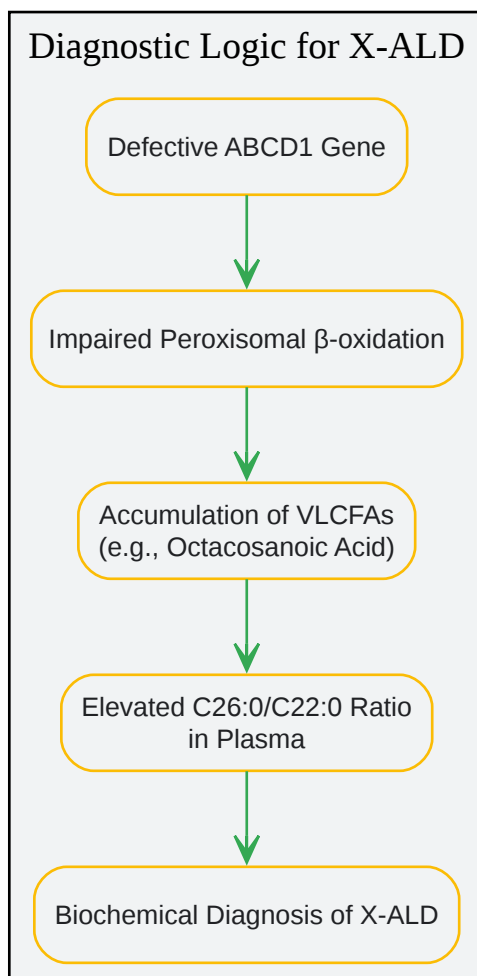 Diagnostic Logic for X-ALD
Defective ABCD1 Gene
Impaired Peroxisomal β-oxidation
Accumulation of VLCFAs
(e.g., Octacosanoic Acid)
Elevated C26:0/C22:0 Ratio
in Plasma
Biochemical Diagnosis of X-ALD